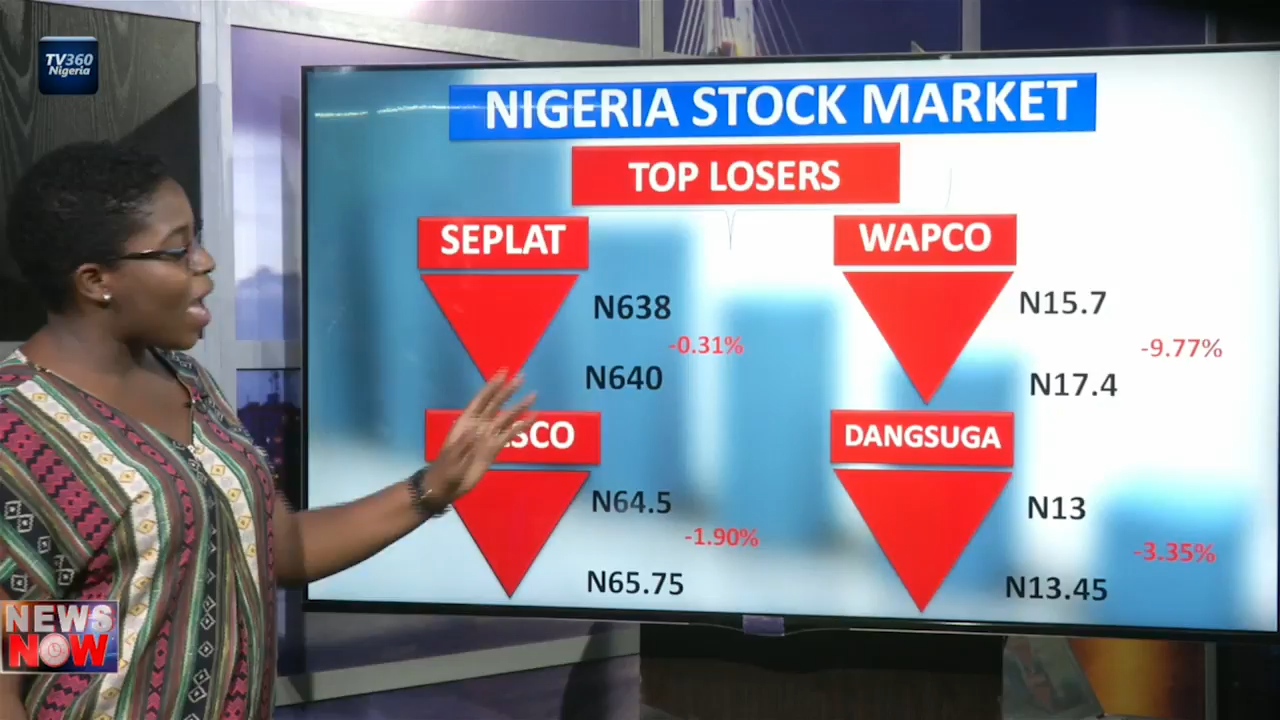 TV360
Nigeria
NIGERIA STOCK MARKET
TOP LOSERS
SEPLAT
N638
-0.31%
N640
WAPCO
N15.7
-9.77%
N17.4
N64.5
-1.90%
N65.75
DANGSUGA
N13
-3.35%
N13.45
NEWS
NOW